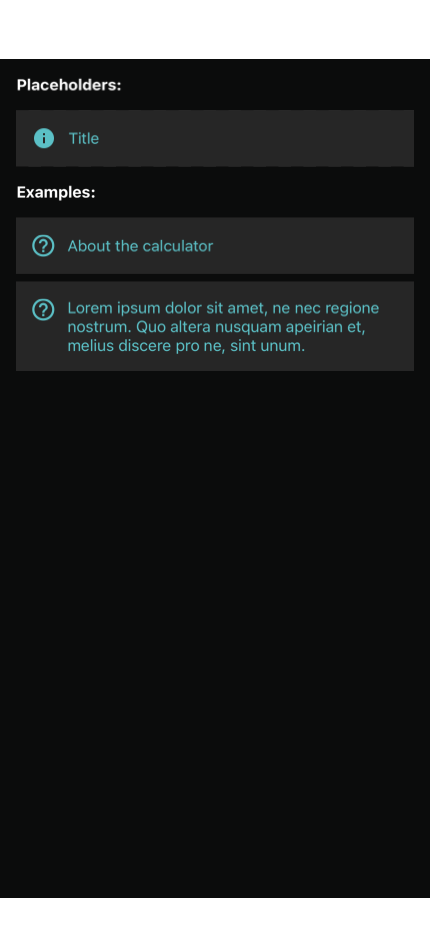 Placeholders:
Title
Examples:
About the calculator
Lorem ipsum dolor sit amet, ne nec regione
nostrum. Quo altera nusquam apeirian et,
melius discere pro ne, sint unum.